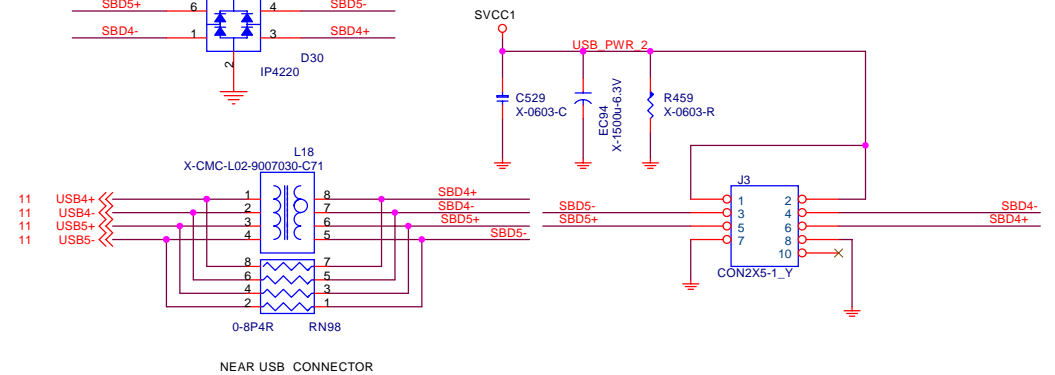 SBD5+ 6 4 SBD5-
SBD4- 1 3 SBD4+
2
D30
IP4220
SVCC1
USB_PWR_2
C529
X-0603-C
EC94
X-1500u-6.3V
R459
X-0603-R
L18
X-CMC-L02-9007030-C71
11 USB4+ 1 8 SBD4+
11 USB4- 2 7 SBD4-
11 USB5+ 3 6 SBD5+
11 USB5- 4 5 SBD5-
8 7
6 5
4 3
2 1
0-8P4R RN98
J3
1 2
SBD5- 3 4 SBD4-
SBD5+ 5 6 SBD4+
7 8
10
CON2X5-1_Y
NEAR USB CONNECTOR